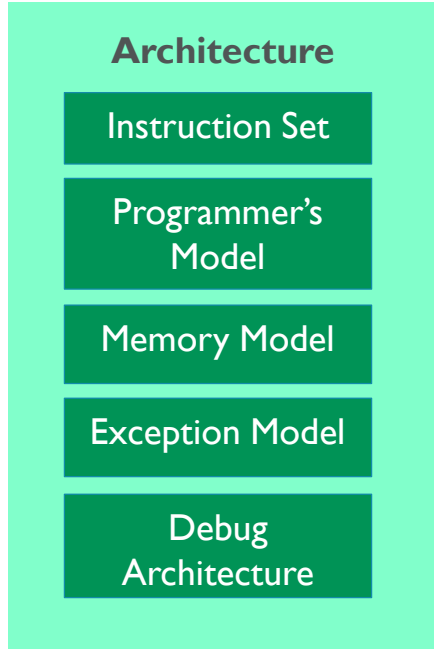 Architecture
Instruction Set
Programmer’s
Model
Memory Model
Exception Model
Debug
Architecture